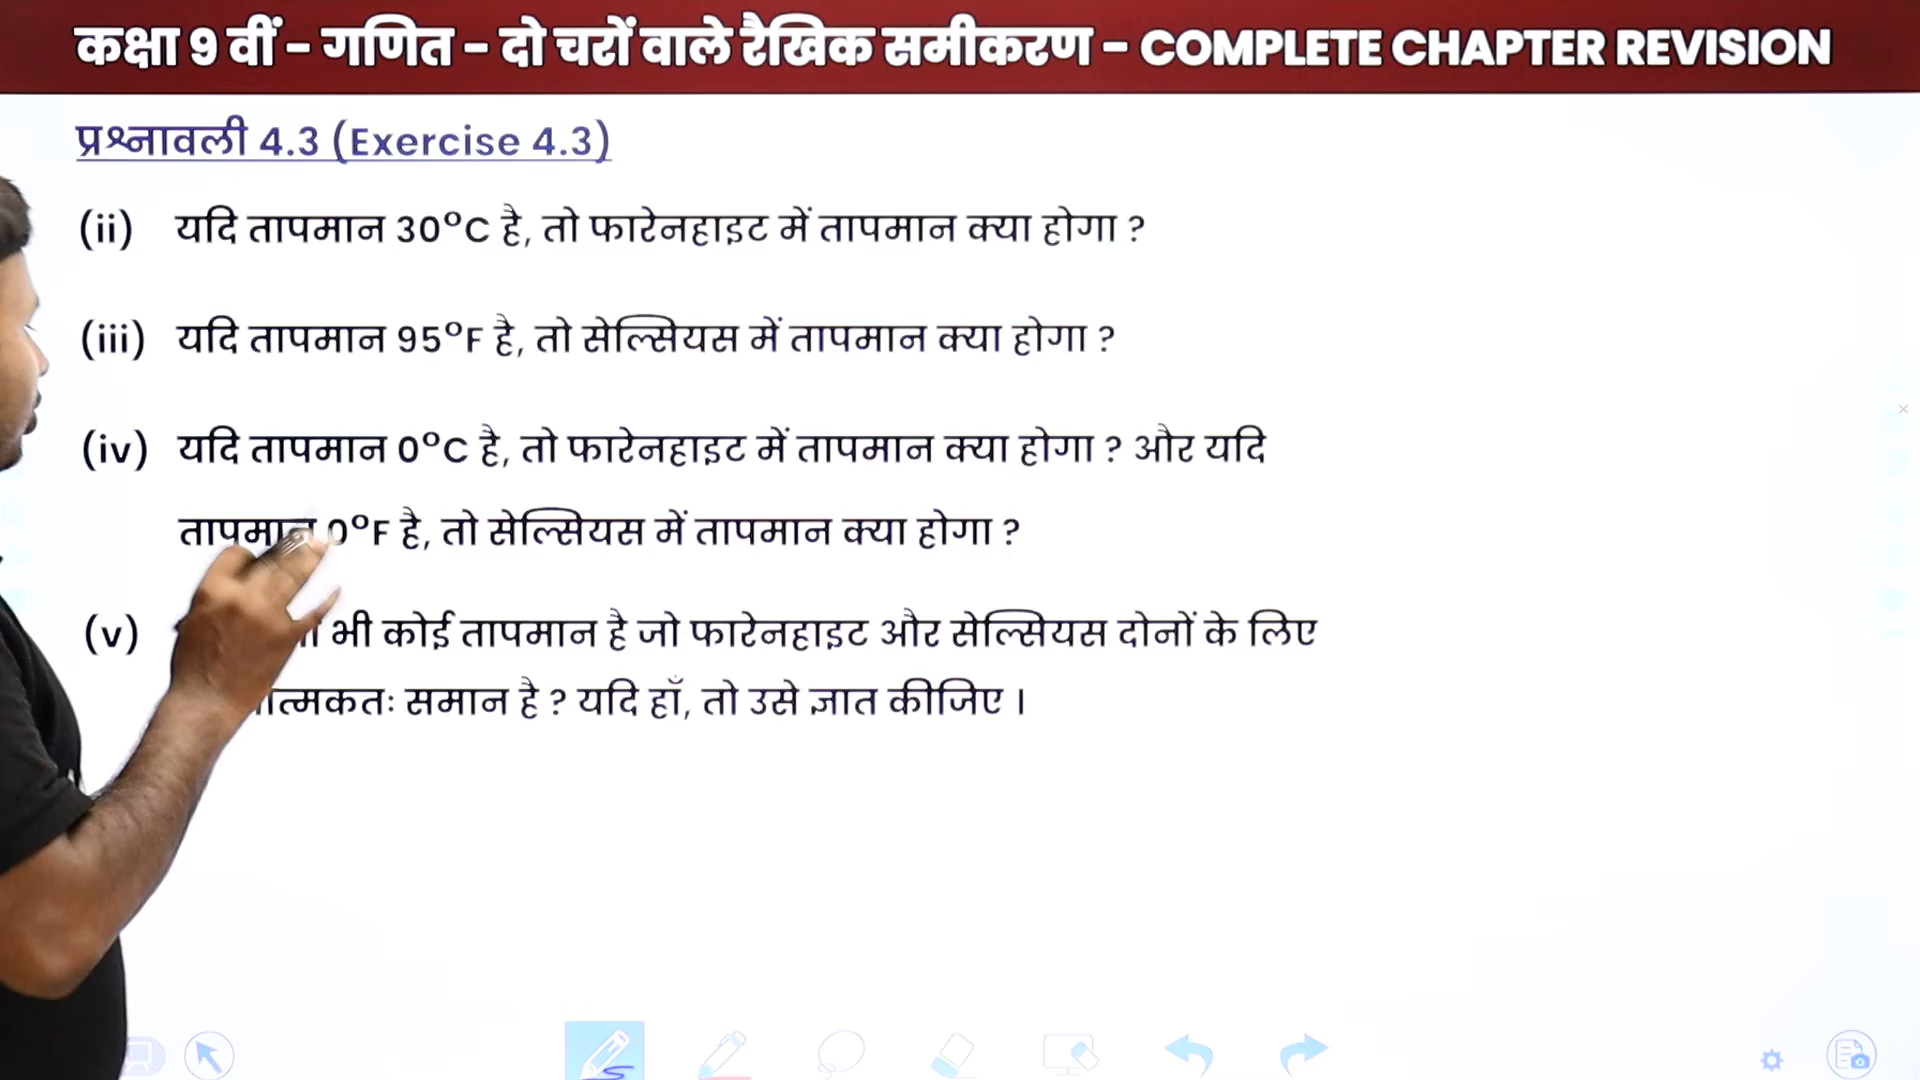 कक्षा 9 वीं – गणित – दो चरों वाले रैखिक समीकरण – COMPLETE CHAPTER REVISION
प्रश्नावली 4.3 (Exercise 4.3)
(ii) यदि तापमान 30°C है, तो फारेनहाइट में तापमान क्या होगा ?
(iii) यदि तापमान 95°F है, तो सेल्सियस में तापमान क्या होगा ?
(iv) यदि तापमान 0°C है, तो फारेनहाइट में तापमान क्या होगा ? और यदि
तापमान 0°F है, तो सेल्सियस में तापमान क्या होगा ?
(v) भी कोई तापमान है जो फारेनहाइट और सेल्सियस दोनों के लिए
समान है ? यदि हाँ, तो उसे ज्ञात कीजिए ।